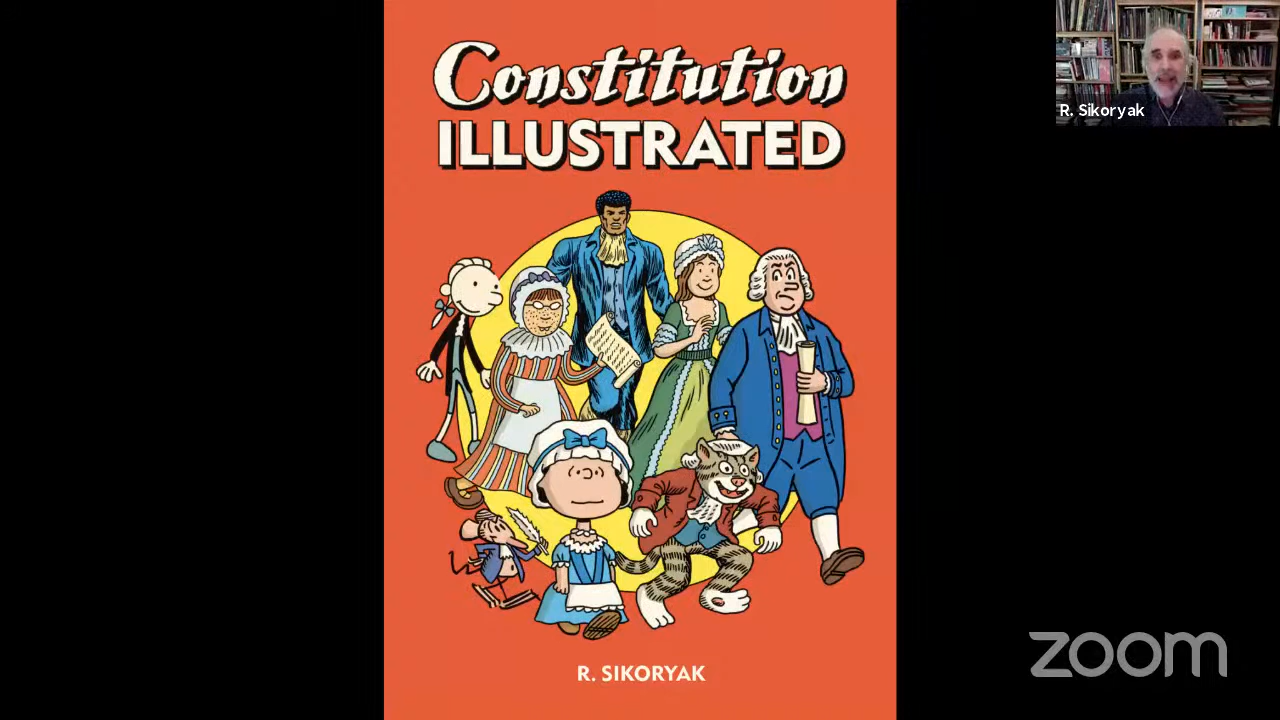 Constitution
ILLUSTRATED
R. SIKORYAK
R. Sikoryak
zoom